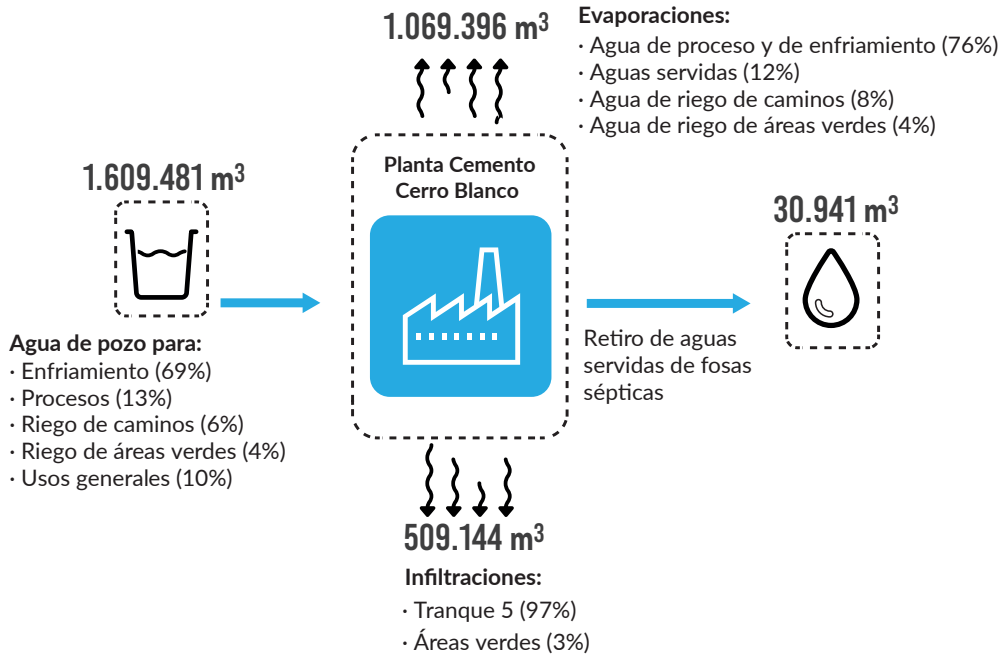 1.609.481 m³
Agua de pozo para:
· Enfriamiento (69%)
· Procesos (13%)
· Riego de caminos (6%)
· Riego de áreas verdes (4%)
· Usos generales (10%)
1.069.396 m³
Evaporaciones:
· Agua de proceso y de enfriamiento (76%)
· Aguas servidas (12%)
· Agua de riego de caminos (8%)
· Agua de riego de áreas verdes (4%)
Planta Cemento
Cerro Blanco
30.941 m³
Retiro de aguas
servidas de fosas
sépticas
509.144 m³
Infiltraciones:
· Tranque 5 (97%)
· Áreas verdes (3%)